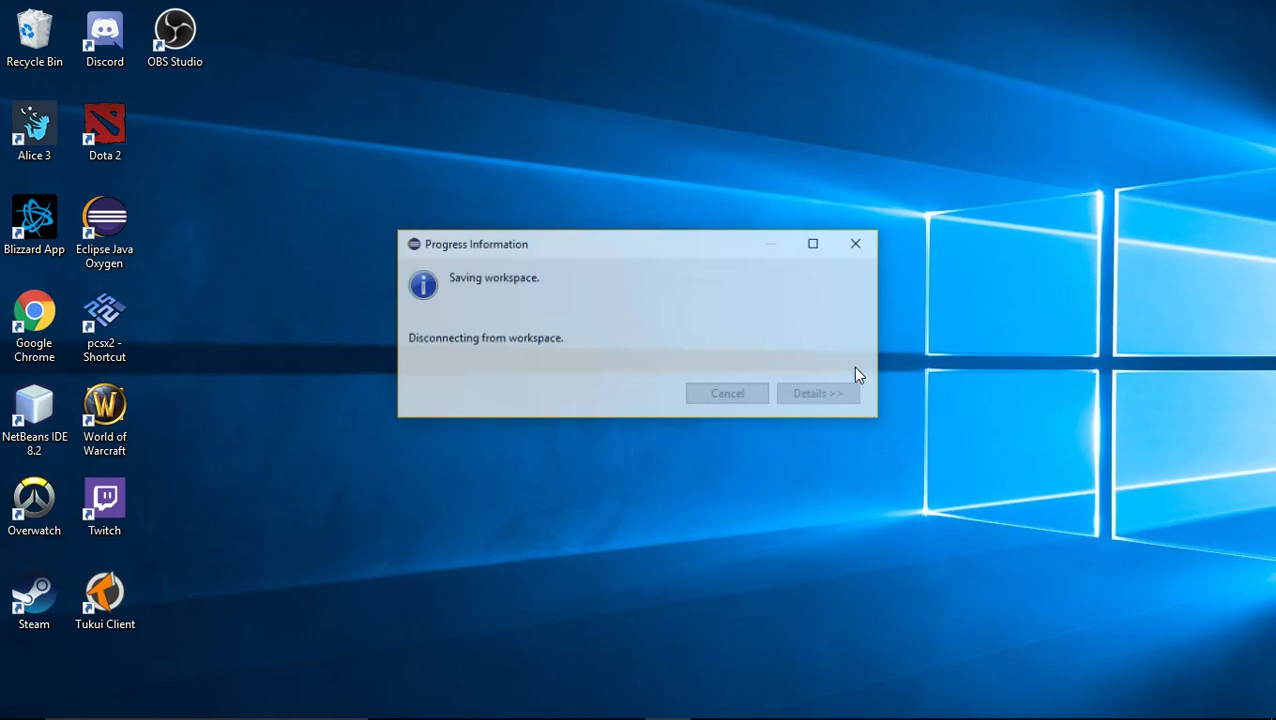 Recycle Bin
Discord
OBS Studio
Alice 3
Dota 2
Blizzard App
Eclipse Java
Oxygen
Google
Chrome
pcsx2 -
Shortcut
NetBeans IDE
8.2
World of
Warcraft
Overwatch
Twitch
Steam
Tukui Client
Progress Information
Saving workspace.
Disconnecting from workspace.
Cancel
Details >>